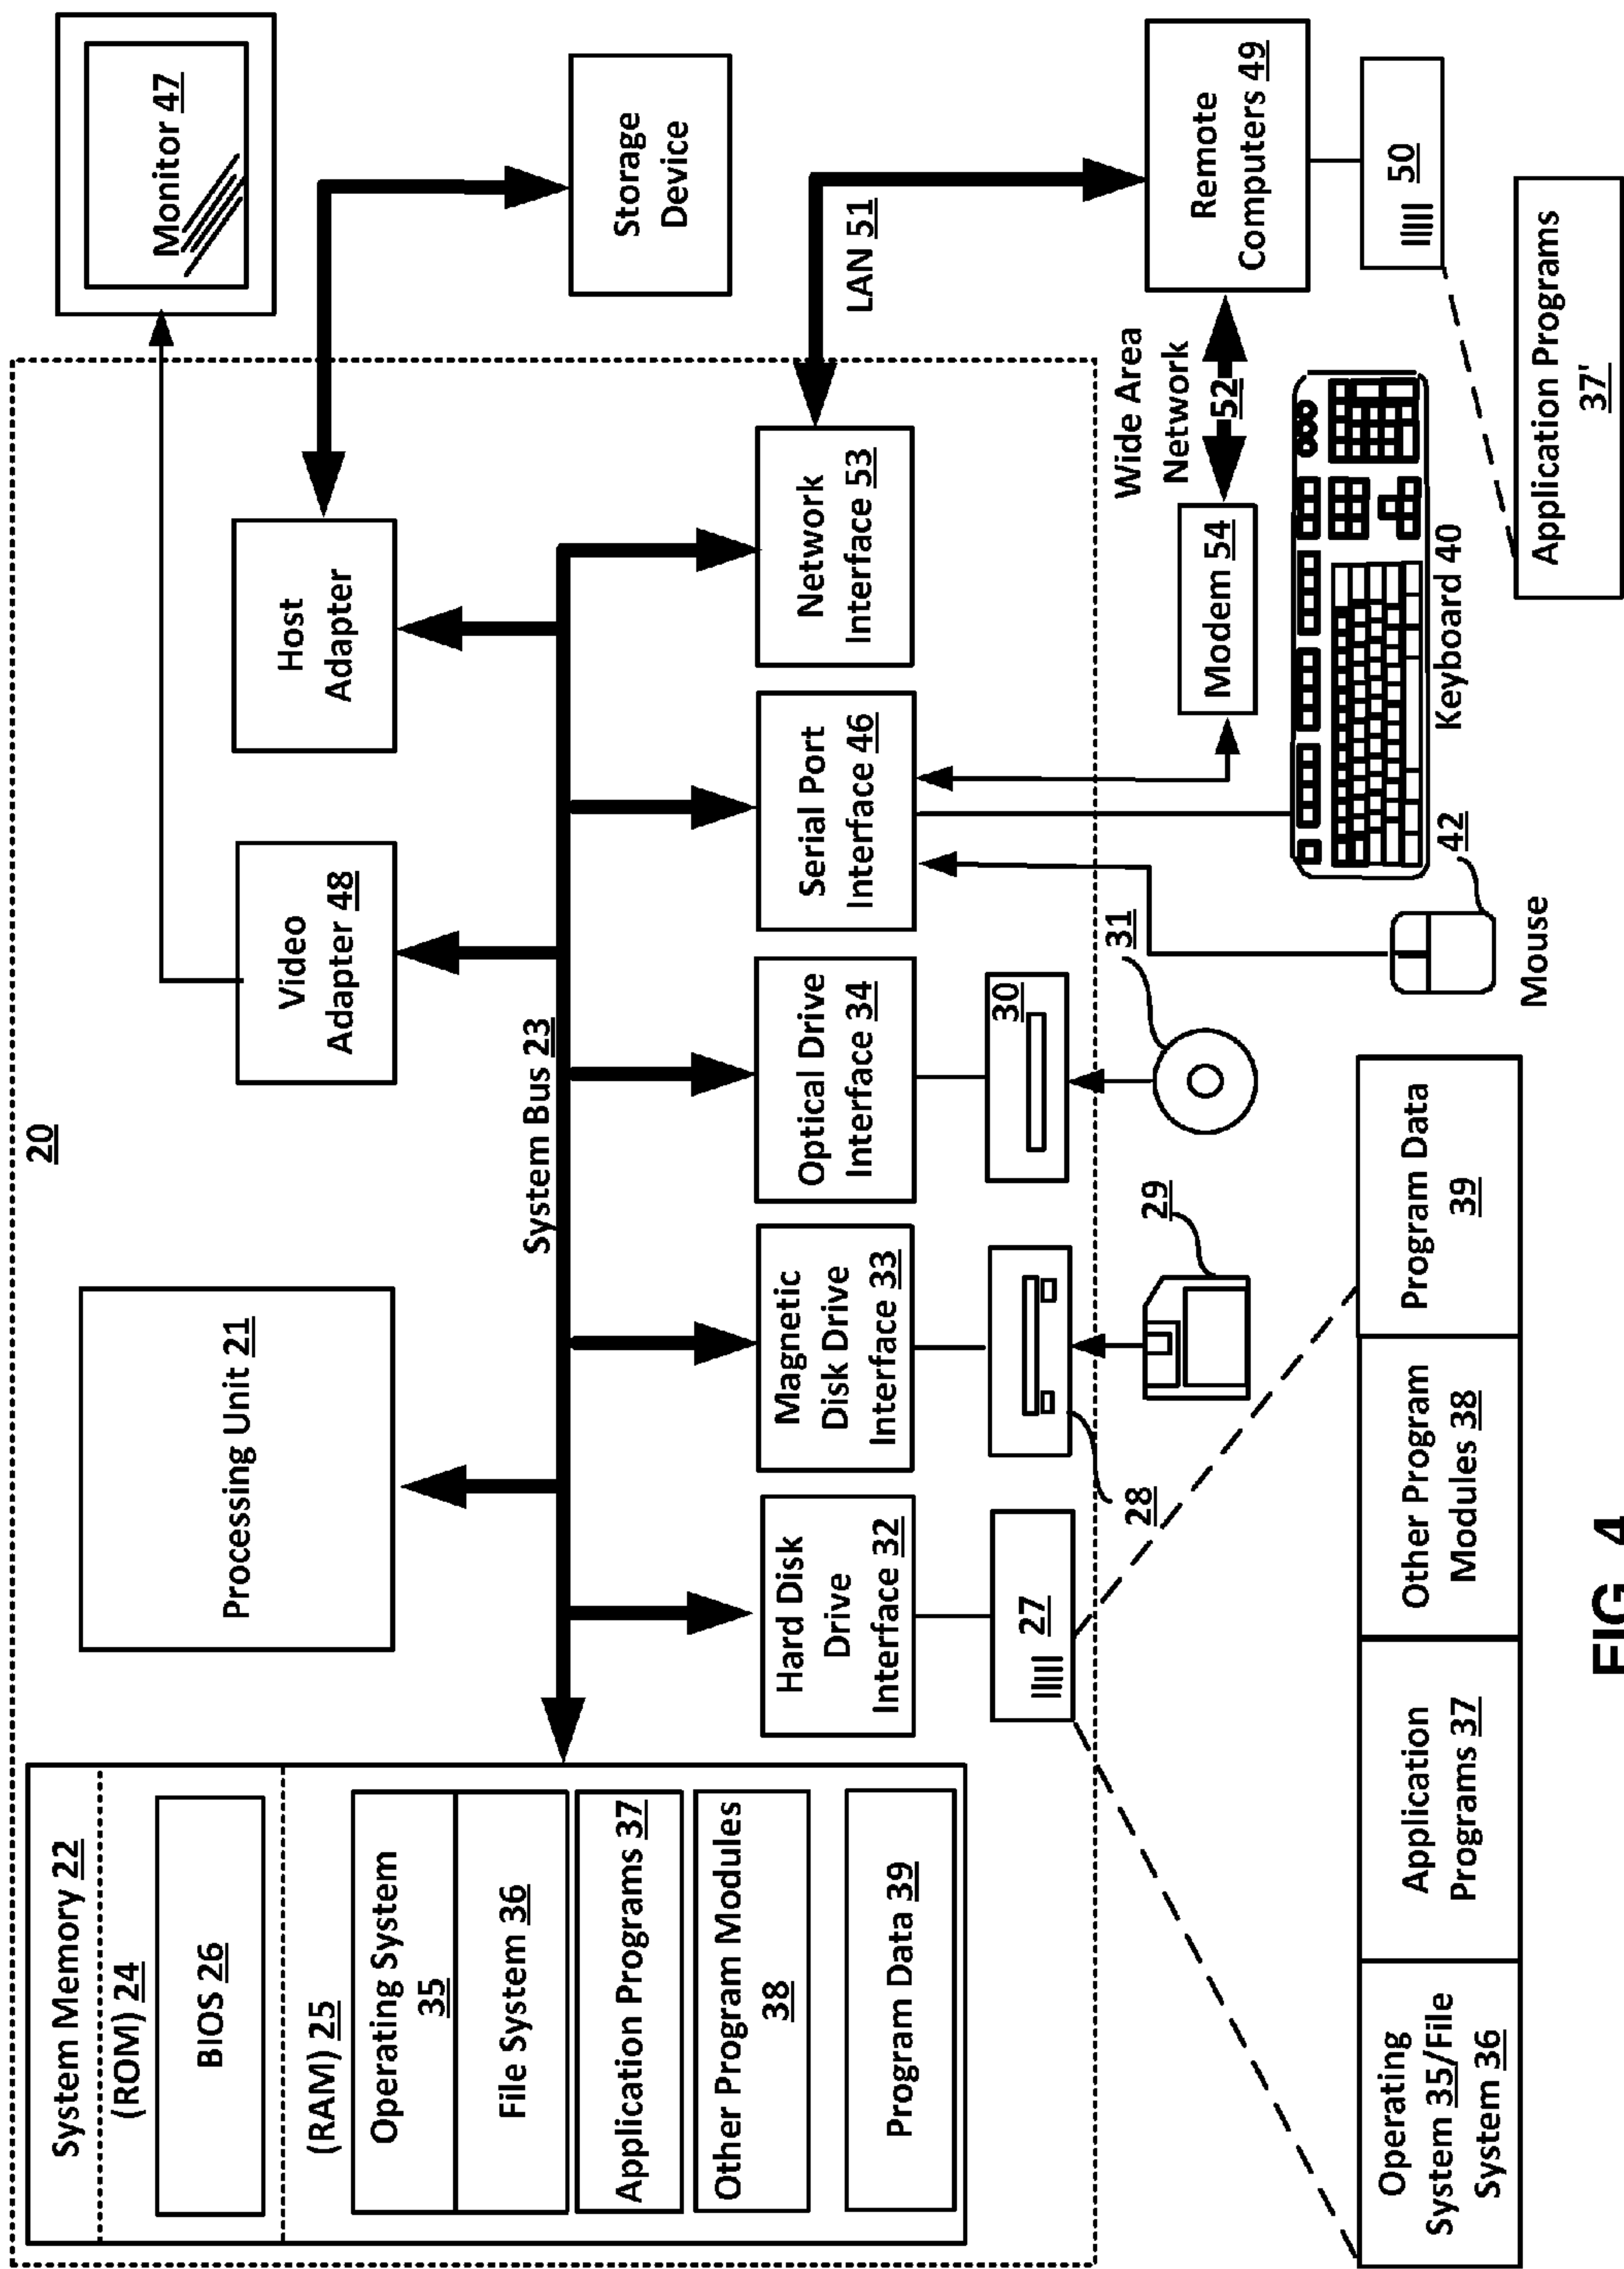 20
System Memory 22
(ROM) 24
BIOS 26
(RAM) 25
Operating System
35
File System 36
Application Programs 37
Other Program Modules
38
Program Data 39
Processing Unit 21
Video
Adapter 48
Host
Adapter
Monitor 47
Storage
Device
System Bus 23
Hard Disk
Drive
Interface 32
Magnetic
Disk Drive
Interface 33
Optical Drive
Interface 34
Serial Port
Interface 46
Network
Interface 53
LAN 51
27
28
29
30
31
Wide Area
Network
52
Modem 54
Remote
Computers 49
50
Keyboard 40
42
Mouse
Application Programs
37'
Operating
System 35/File
System 36
Application
Programs 37
Other Program
Modules 38
Program Data
39
FIG. 4